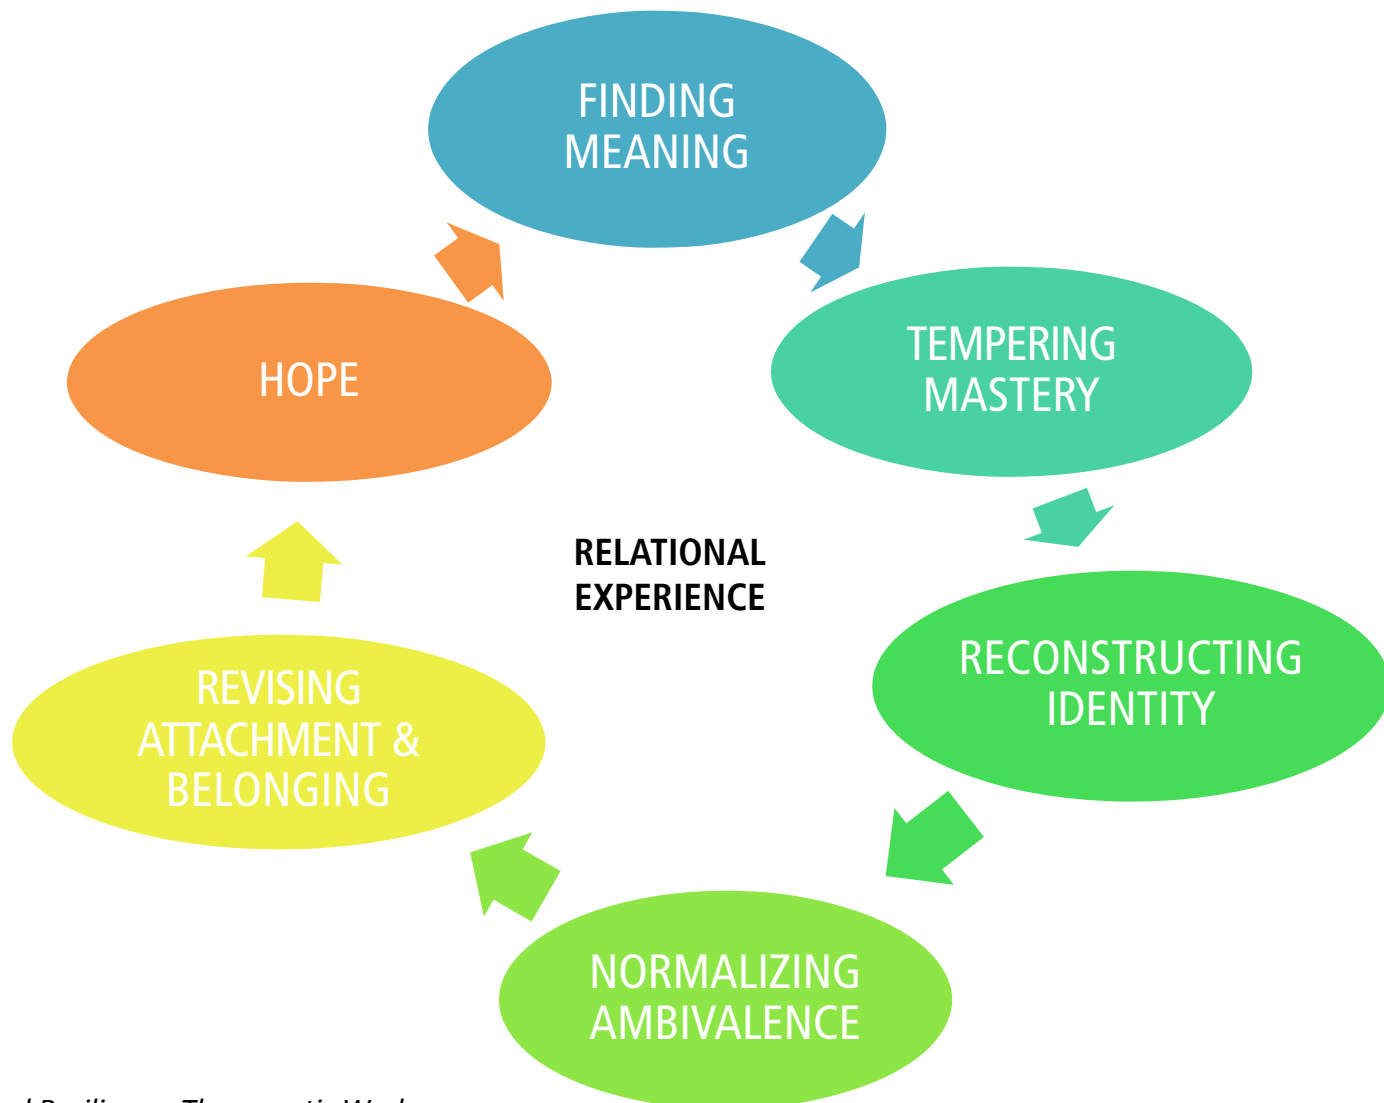 FINDING
MEANING
TEMPERING
MASTERY
RECONSTRUCTING
IDENTITY
NORMALIZING
AMBIVALENCE
REVISING
ATTACHMENT &
BELONGING
HOPE
RELATIONAL
EXPERIENCE